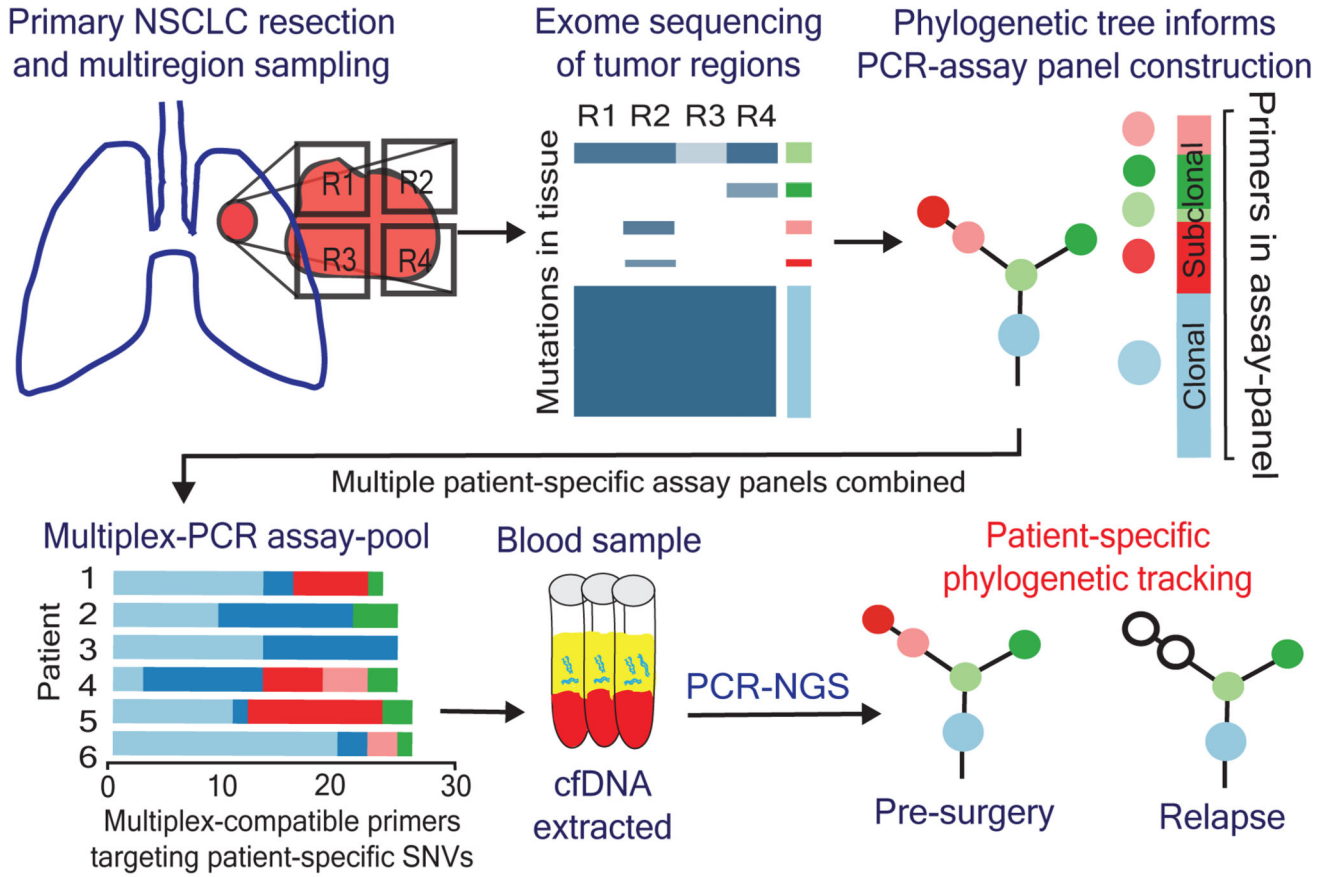 Primary NSCLC resection
and multiregion sampling
R1
R2
R3
R4
Exome sequencing
of tumor regions
R1 R2 R3 R4
Mutations in tissue
Phylogenetic tree informs
PCR-assay panel construction
Subclonal
Clonal
Primers in assay-panel
Multiple patient-specific assay panels combined
Multiplex-PCR assay-pool
Patient
1
2
3
4
5
6
0 10 20 30
Multiplex-compatible primers
targeting patient-specific SNVs
Blood sample
cfDNA
extracted
PCR-NGS
Patient-specific
phylogenetic tracking
Pre-surgery
Relapse